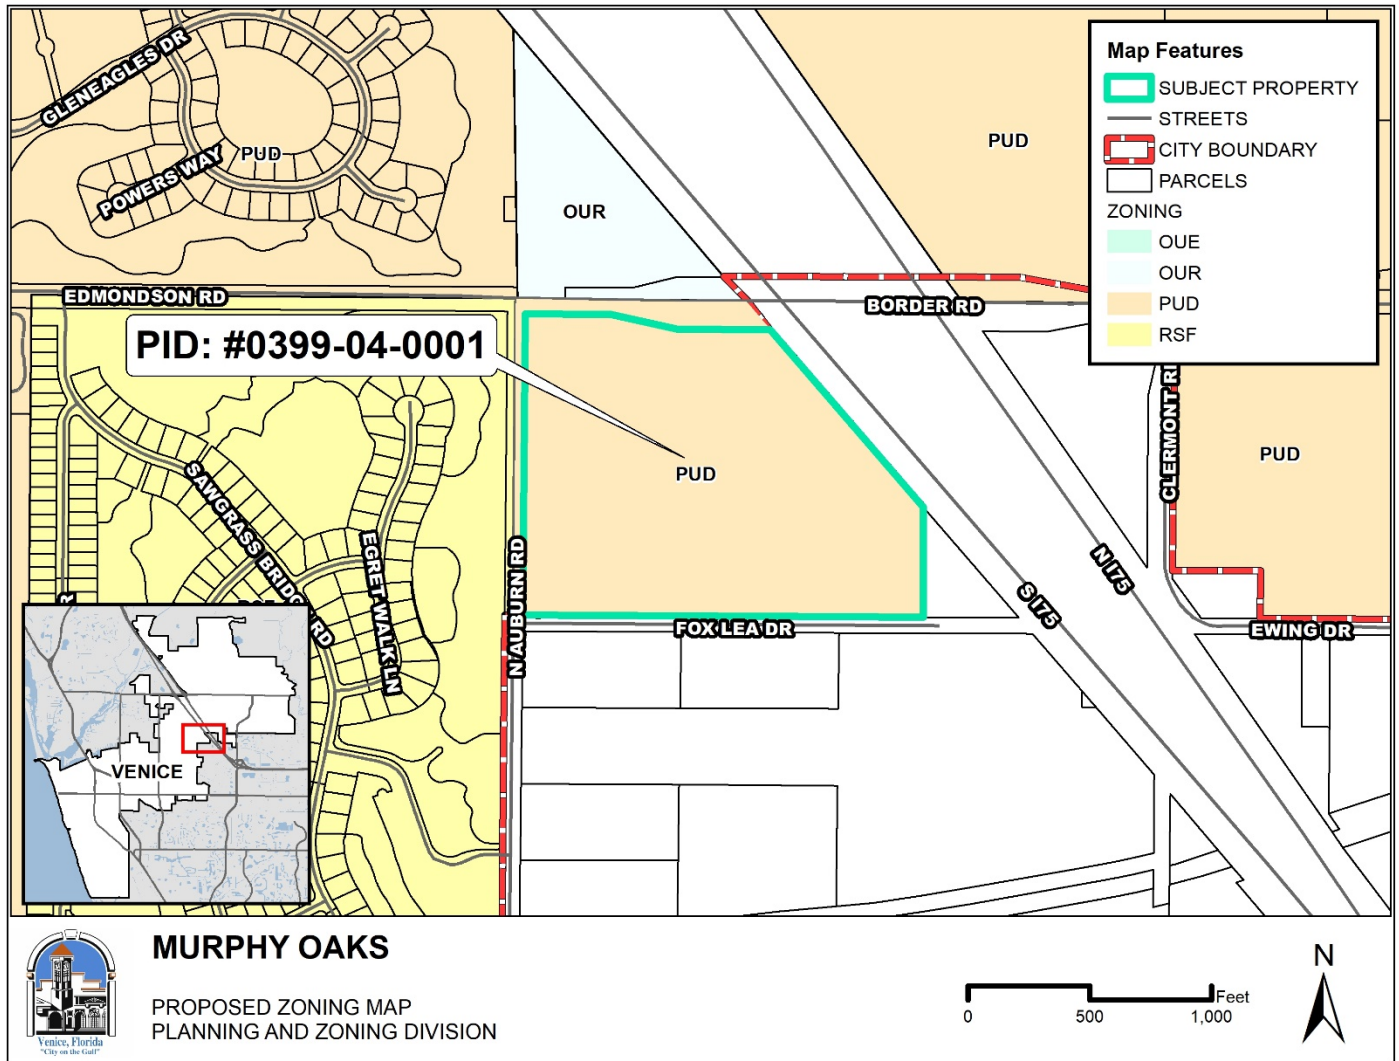 GLENEAGLES DR
POWERS WAY
PUD
OUR
PUD
Map Features
SUBJECT PROPERTY
STREETS
CITY BOUNDARY
PARCELS
ZONING
OUE
OUR
PUD
RSF
EDMONDSON RD
BORDER RD
PID: #0399-04-0001
PUD
CLERMONT
PUD
SAWGRASS BRIDGE RD
EGRET WALK LN
N AUBURN RD
FOX LEA DR
S I75
N I75
EWING DR
VENICE
MURPHY OAKS
PROPOSED ZONING MAP
PLANNING AND ZONING DIVISION
Venice, Florida
"City on the Gulf"
Feet
0 500 1,000
N